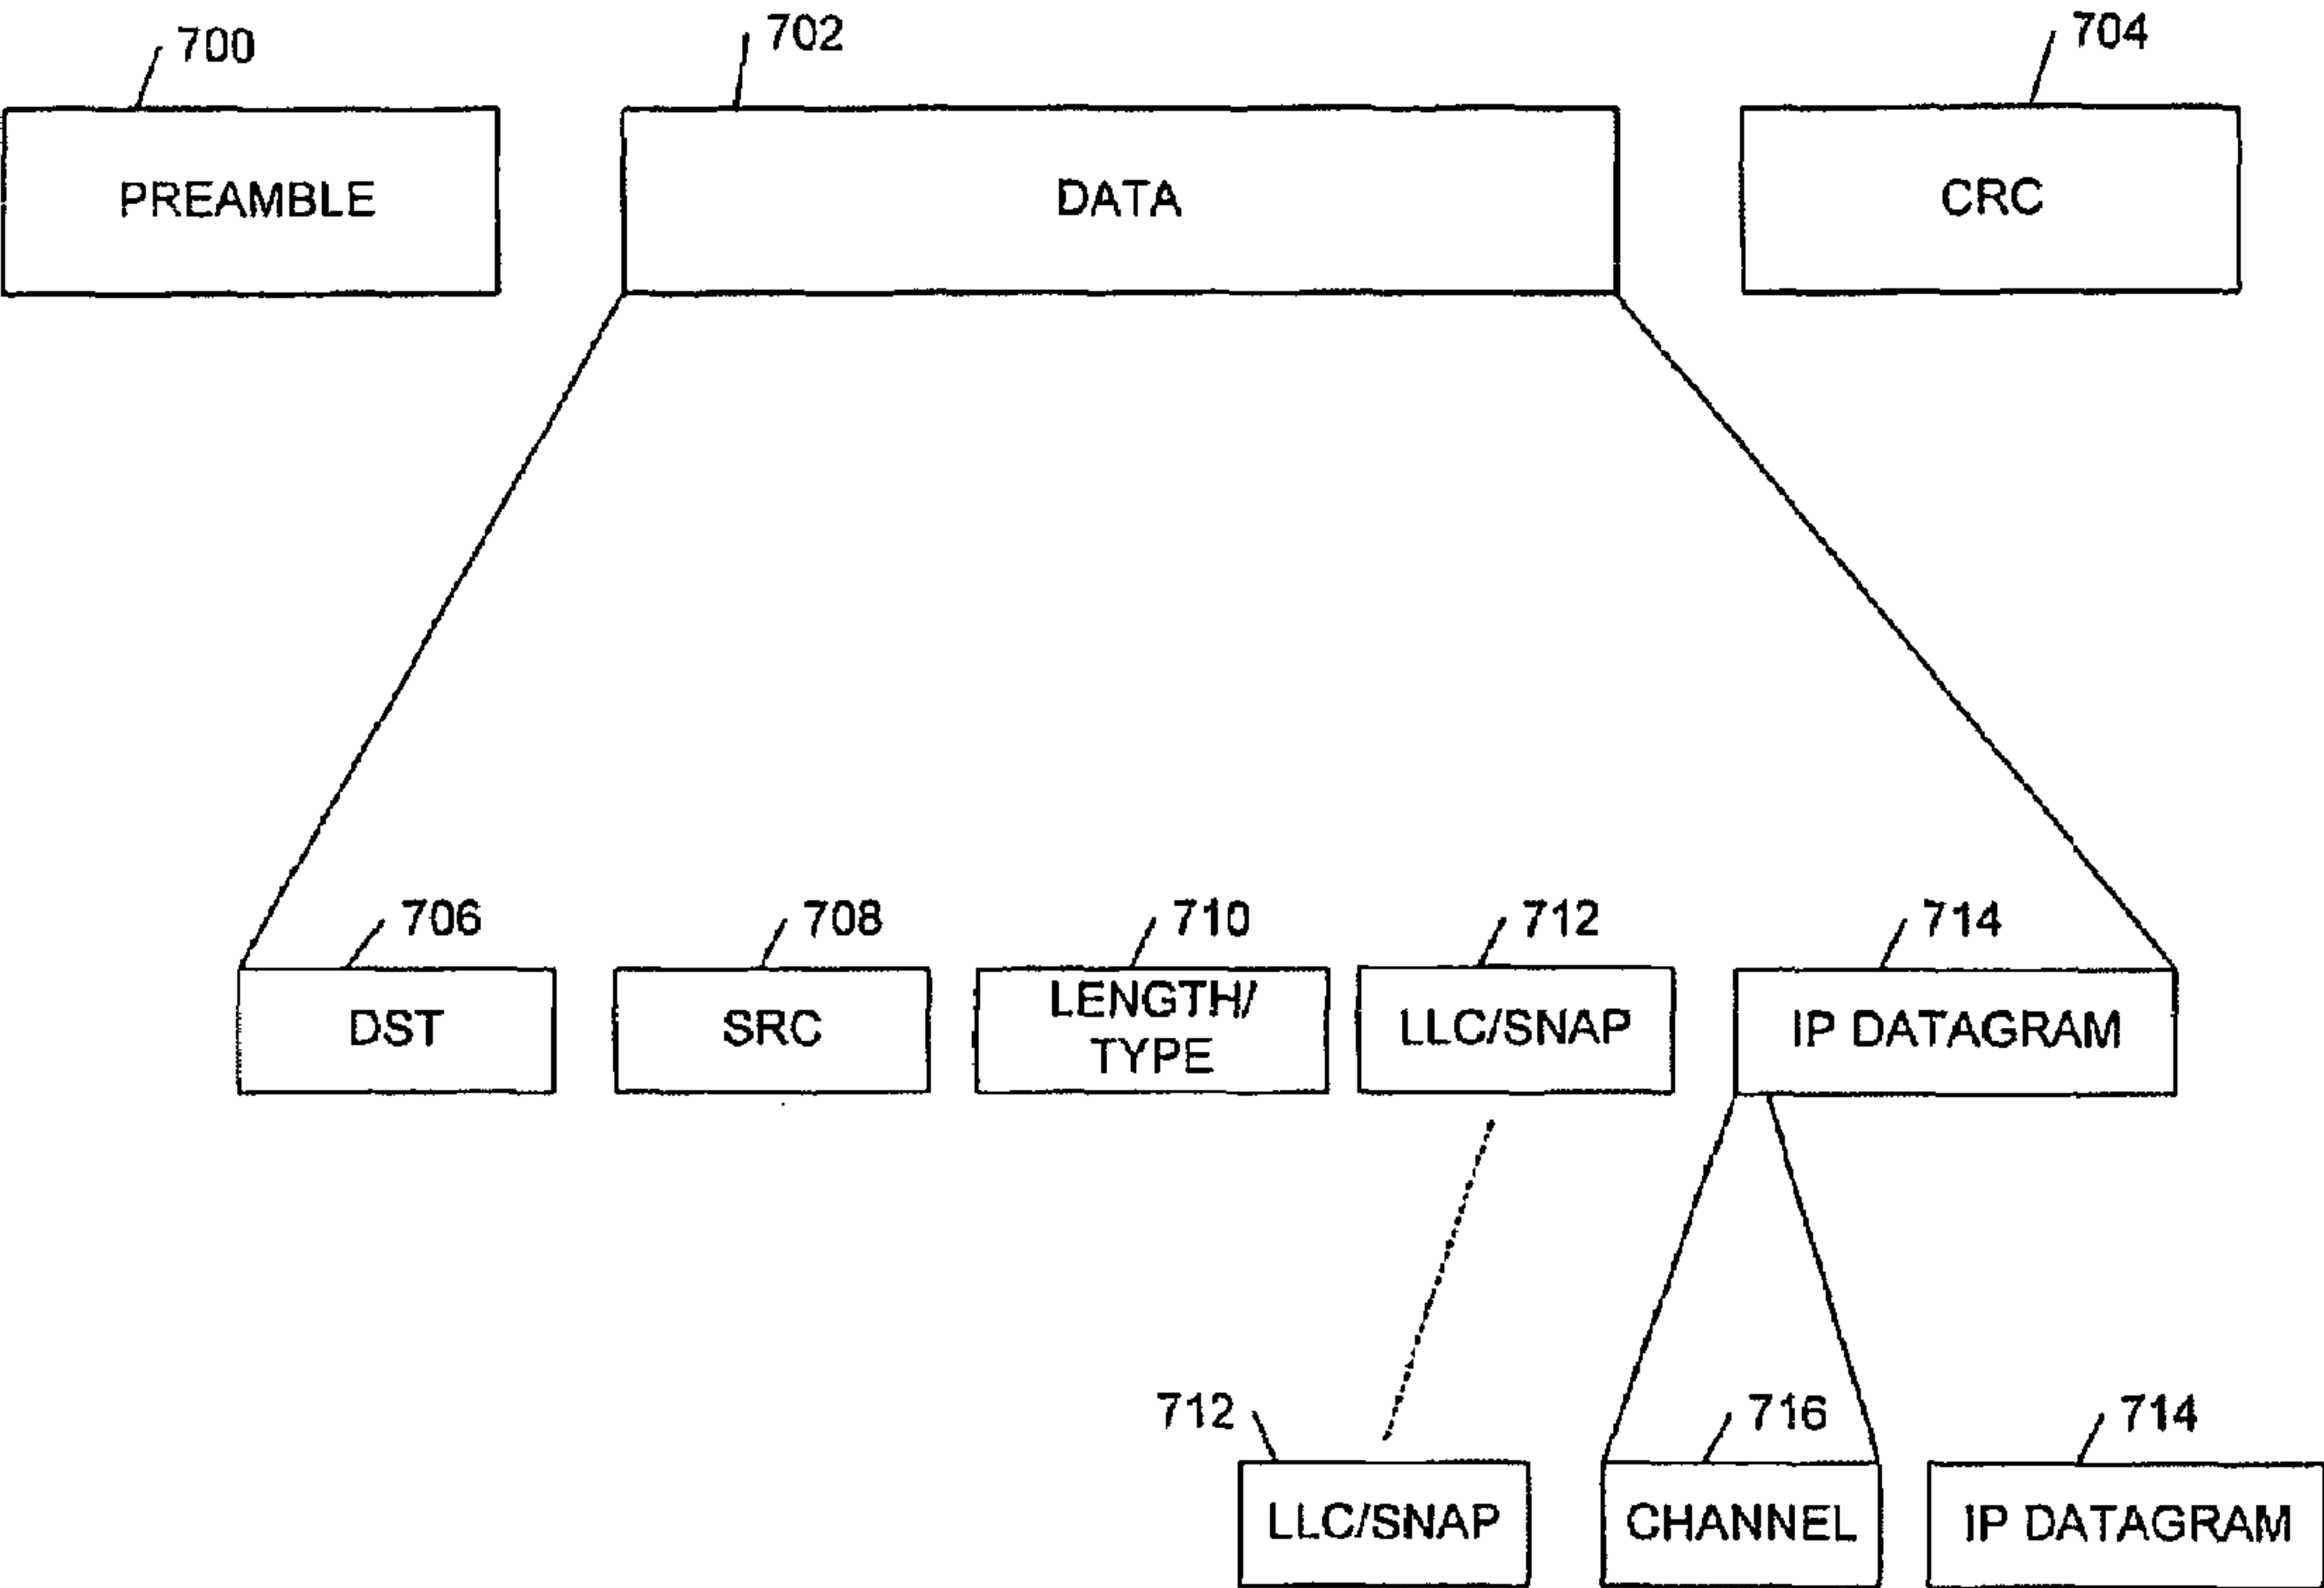 700
702
704
PREAMBLE
DATA
CRC
706
708
710
712
714
DST
SRC
LENGTH/
TYPE
LLC/SNAP
IP DATAGRAM
712
716
714
LLC/SNAP
CHANNEL
IP DATAGRAM